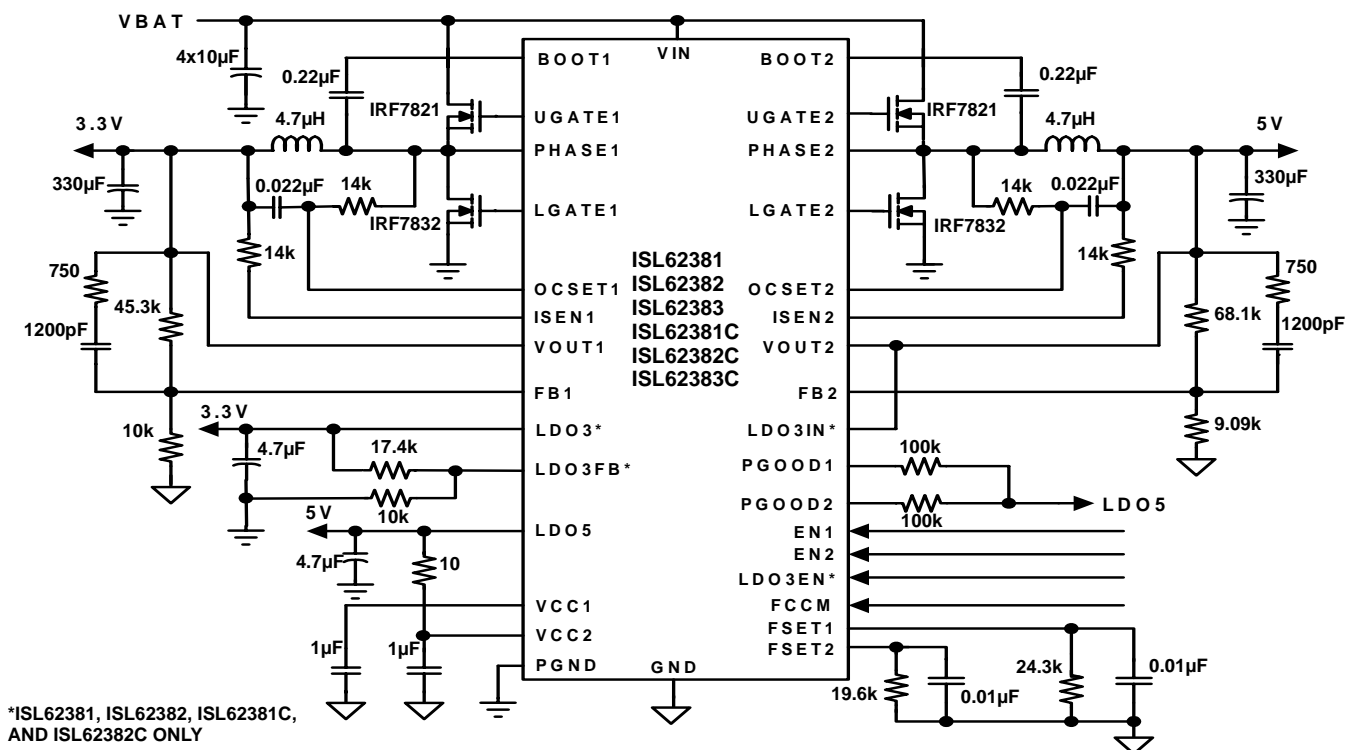 VBAT
4x10µF
0.22µF
IRF7821
3.3V
4.7µH
330µF
0.022µF
14k
IRF7832
14k
750
45.3k
1200pF
10k
3.3V
4.7µF
17.4k
10k
5V
4.7µF
10
1µF
1µF
VIN
BOOT1
UGATE1
PHASE1
LGATE1
OCSET1
ISEN1
VOUT1
FB1
LDO3*
LDO3FB*
LDO5
VCC1
VCC2
PGND
GND
ISL62381
ISL62382
ISL62383
ISL62381C
ISL62382C
ISL62383C
BOOT2
UGATE2
PHASE2
LGATE2
OCSET2
ISEN2
VOUT2
FB2
LDO3IN*
PGOOD1
PGOOD2
EN1
EN2
LDO3EN*
FCCM
FSET1
FSET2
0.22µF
IRF7821
4.7µH
5V
14k
0.022µF
330µF
IRF7832
14k
750
68.1k
1200pF
9.09k
100k
LDO5
100k
24.3k
0.01µF
19.6k
0.01µF
*ISL62381, ISL62382, ISL62381C,
AND ISL62382C ONLY